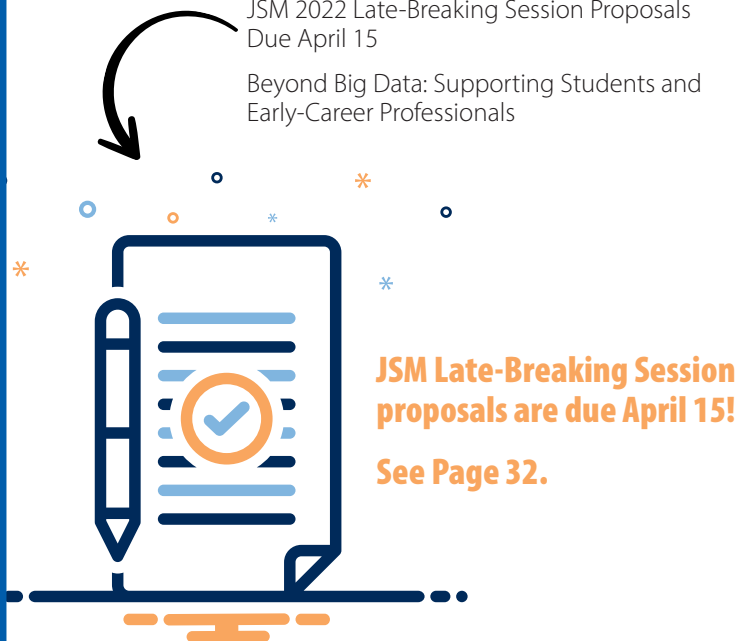 JSM 2022 Late-Breaking Session Proposals
Due April 15
Beyond Big Data: Supporting Students and
Early-Career Professionals
JSM Late-Breaking Session
proposals are due April 15!
See Page 32.